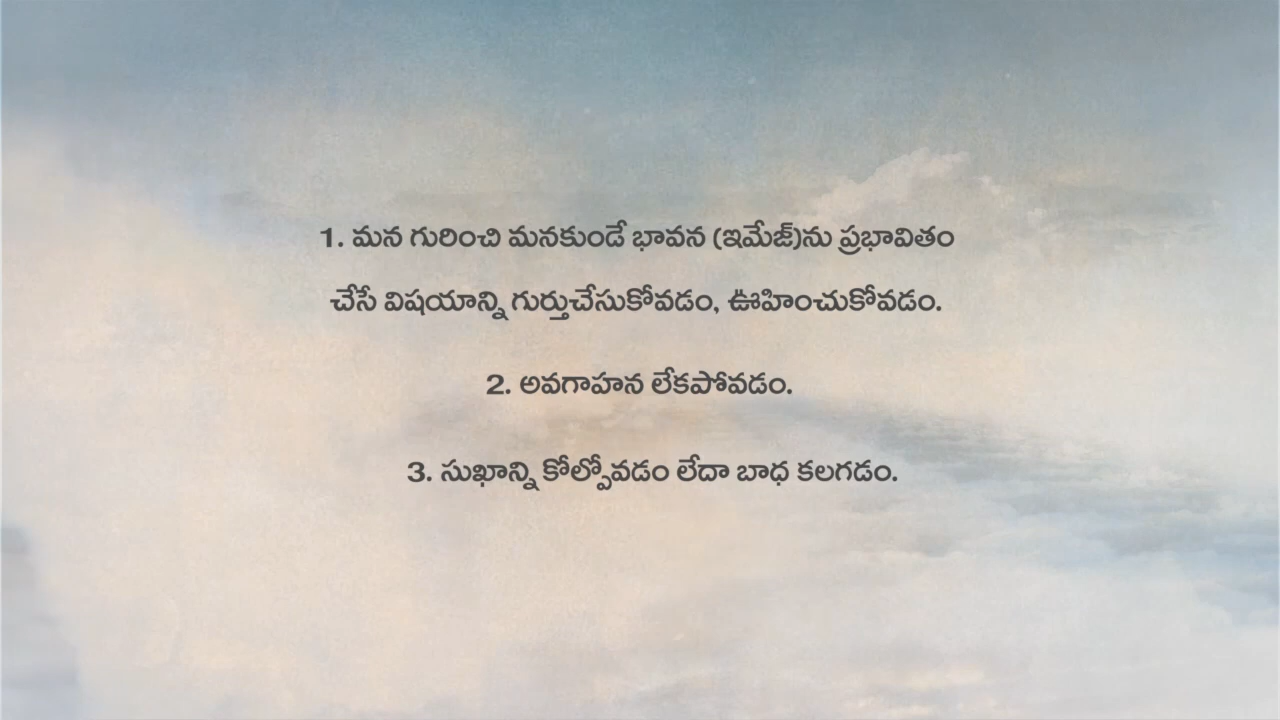 1. మన గురించి మనకుండే భావన (ఇమేజ్)ను ప్రభావితం
చేసే విషయాన్ని గుర్తుచేసుకోవడం, ఊహించుకోవడం.
2. అవగాహన లేకపోవడం.
3. సుఖాన్ని కోల్పోవడం లేదా బాధ కలగడం.